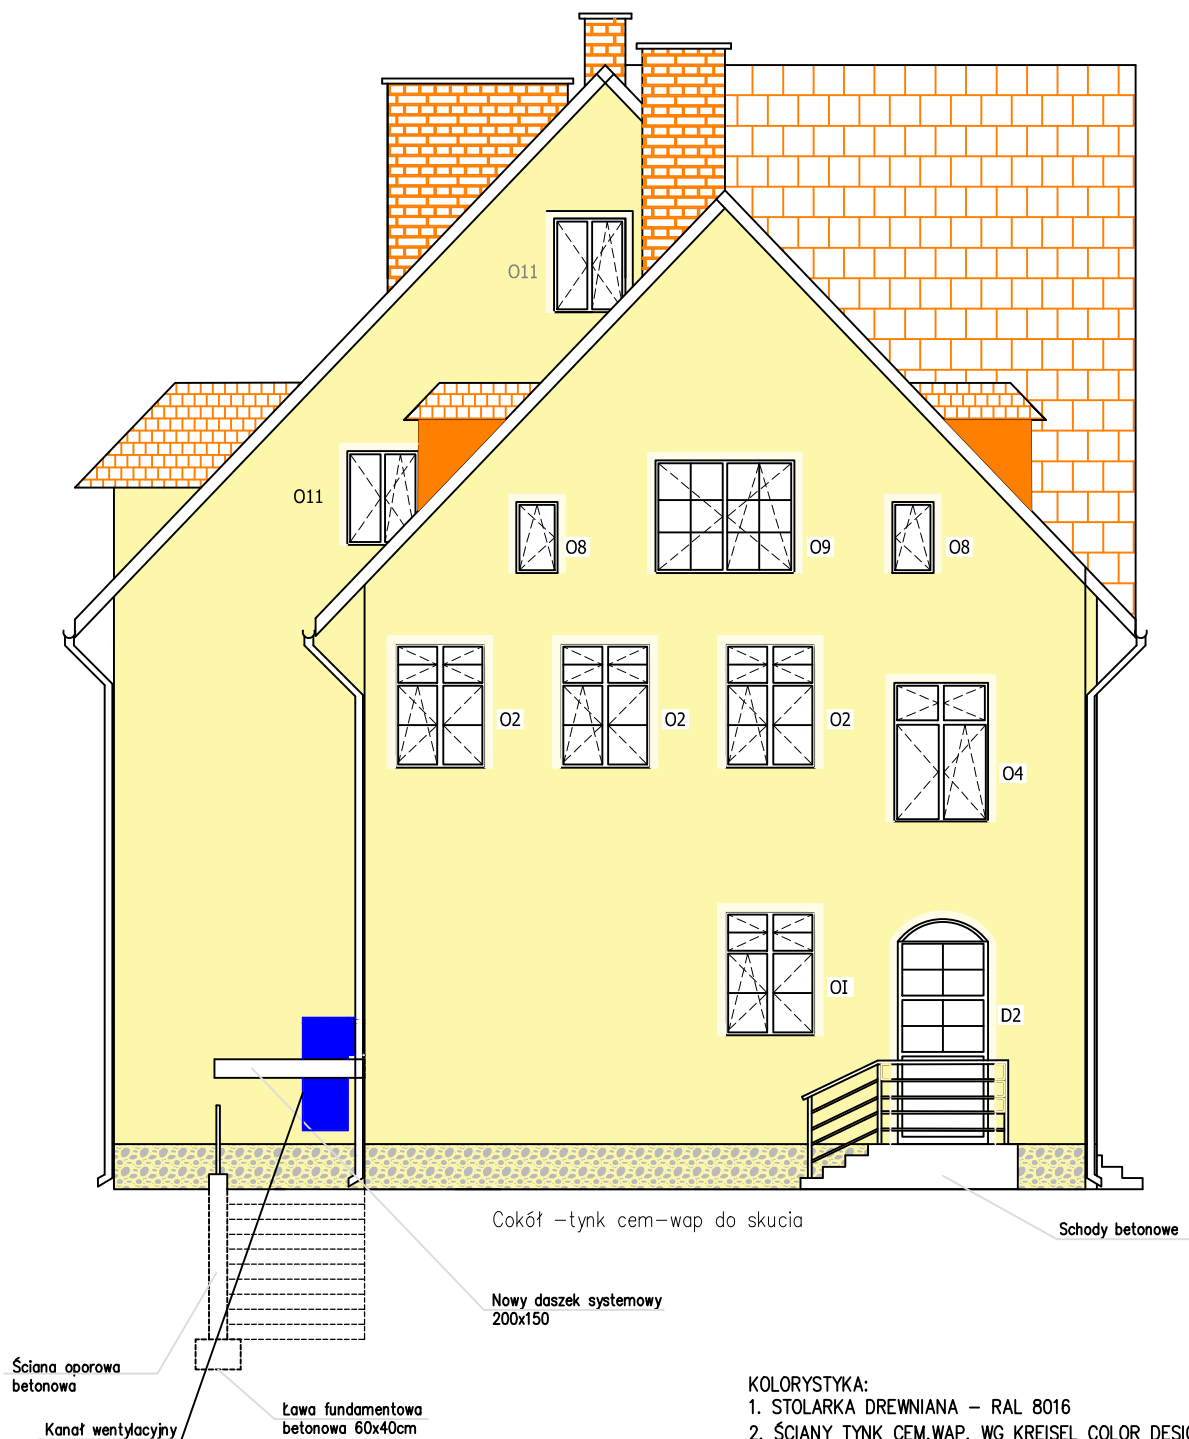 O11
O11
O8
O9
O8
O2
O2
O2
O4
OI
D2
Cokół –tynk cem–wap do skucia
Schody betonowe
Nowy daszek systemowy
200x150
Ściana oporowa
betonowa
Ława fundamentowa
betonowa 60x40cm
Kanał wentylacyjny
KOLORYSTYKA:
1. STOLARKA DREWNIANA – RAL 8016
2. ŚCIANY TYNK CEM.WAP. WG KREISEL COLOR DESIG